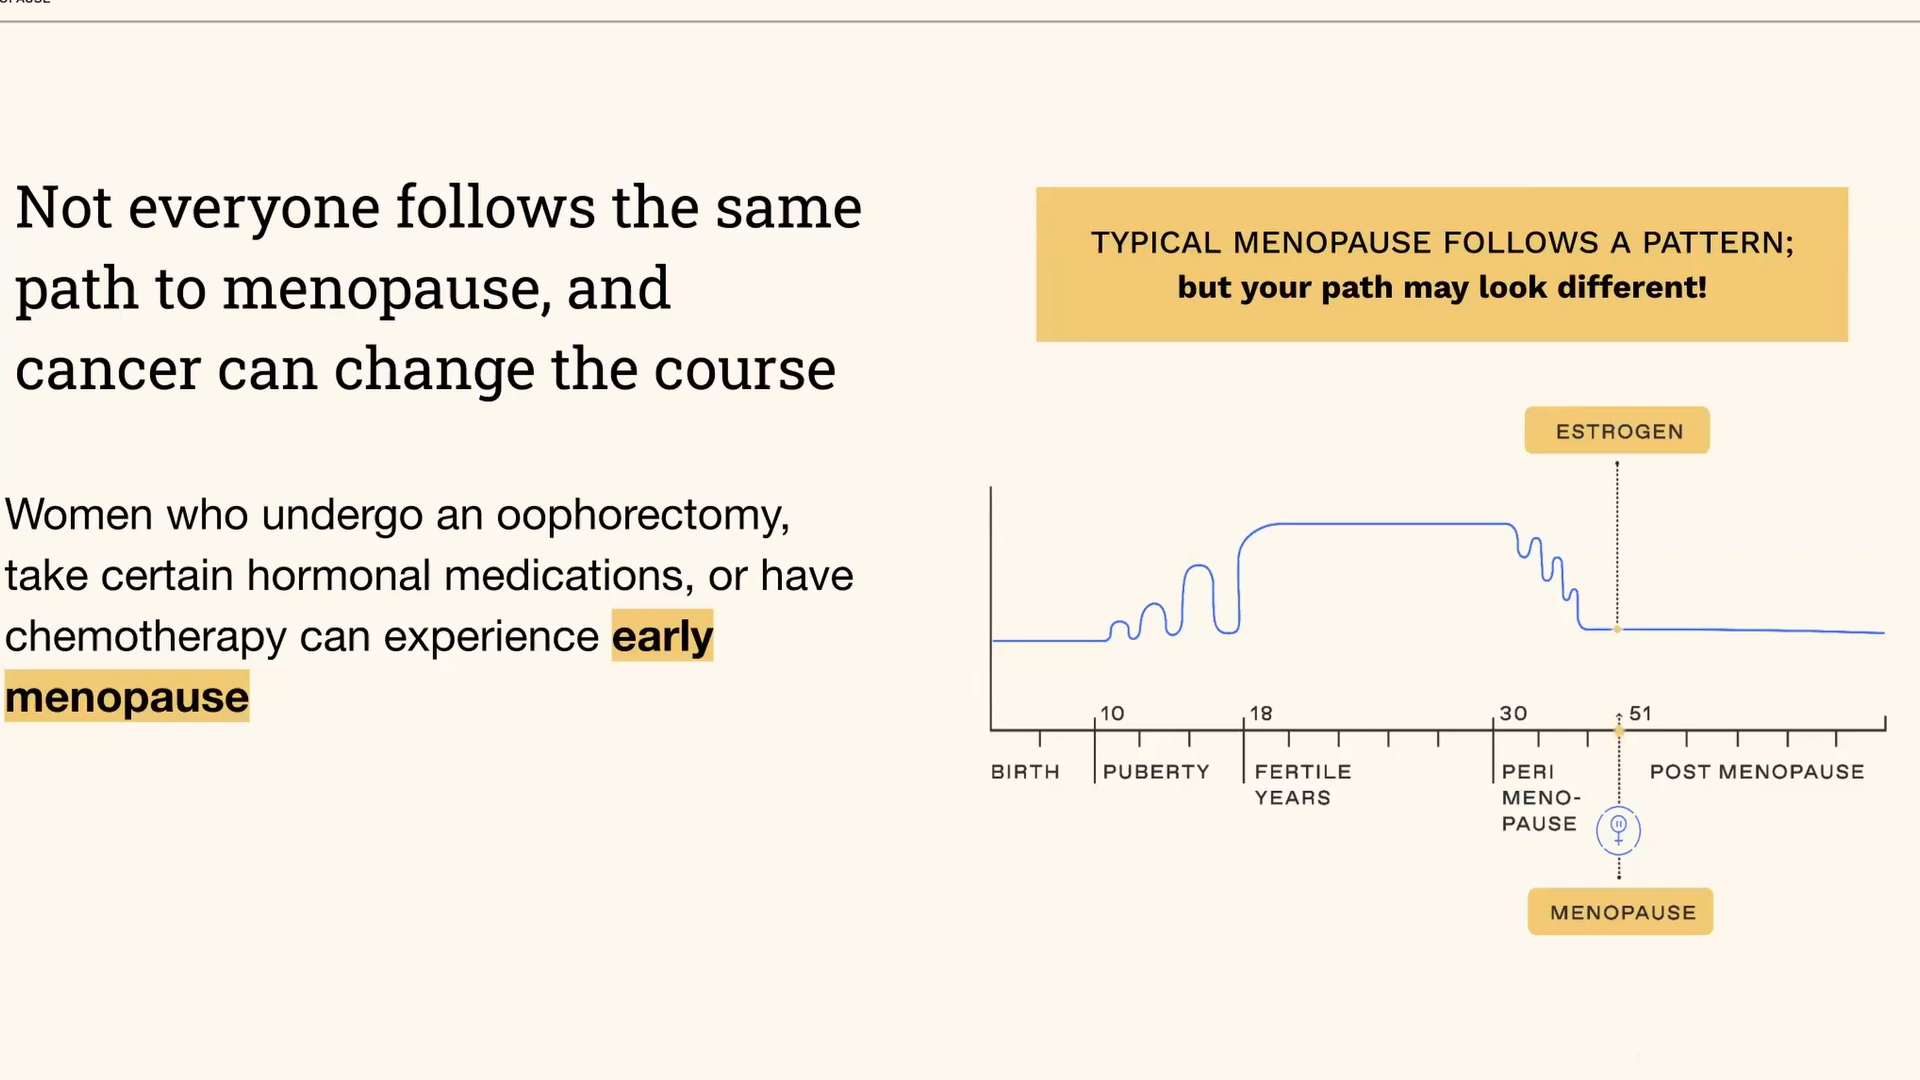 Not everyone follows the same
path to menopause, and
cancer can change the course
Women who undergo an oophorectomy,
take certain hormonal medications, or have
chemotherapy can experience early
menopause
TYPICAL MENOPAUSE FOLLOWS A PATTERN;
but your path may look different!
ESTROGEN
10
18
30
51
BIRTH
PUBERTY
FERTILE
YEARS
PERI
MENO-
PAUSE
POST MENOPAUSE
MENOPAUSE